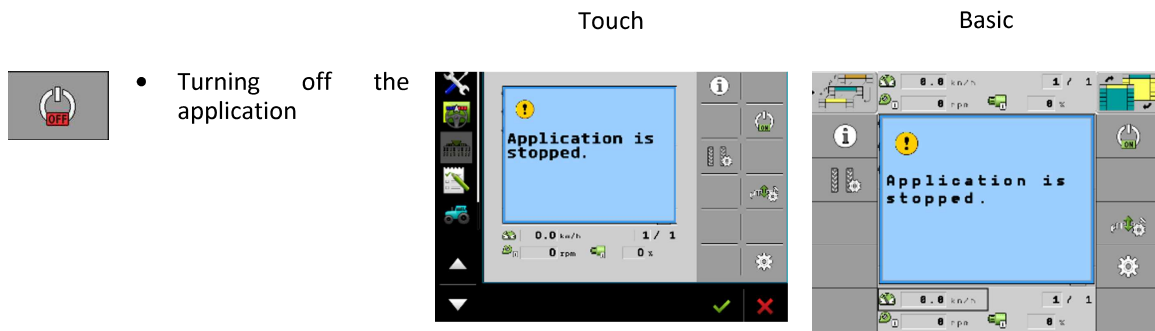 Touch
Basic
OFF
• Turning off the
application
i
ON
Application is
stopped.
0.0 km/h 1 / 1
0 rpm 0 %
0.0 km/h 1 / 1
0 rpm 0 %
i
ON
Application is
stopped.
0.0 km/h 1 / 1
0 rpm 0 %